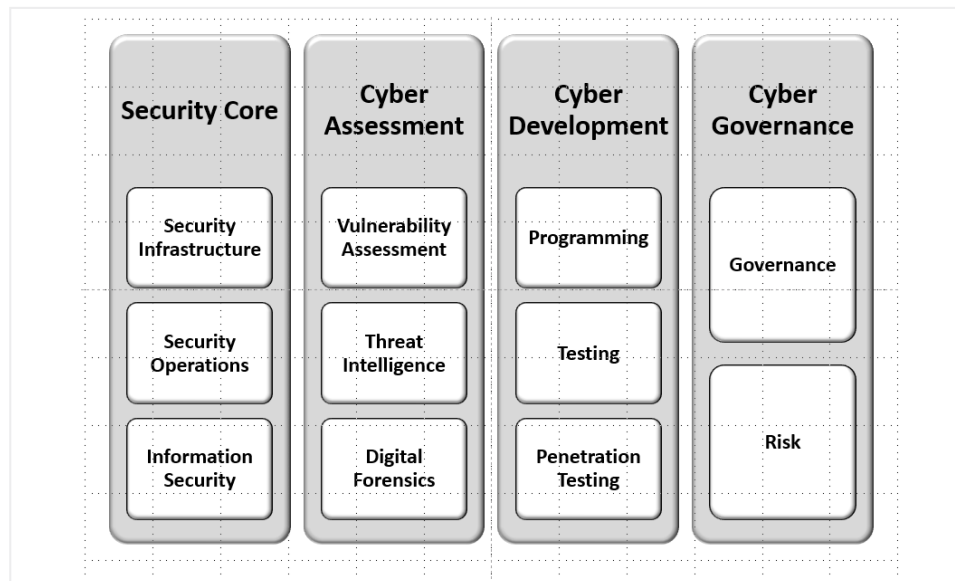 Security Core
Cyber
Assessment
Cyber
Development
Cyber
Governance
Security
Infrastructure
Vulnerability
Assessment
Programming
Governance
Security
Operations
Threat
Intelligence
Testing
Risk
Information
Security
Digital
Forensics
Penetration
Testing